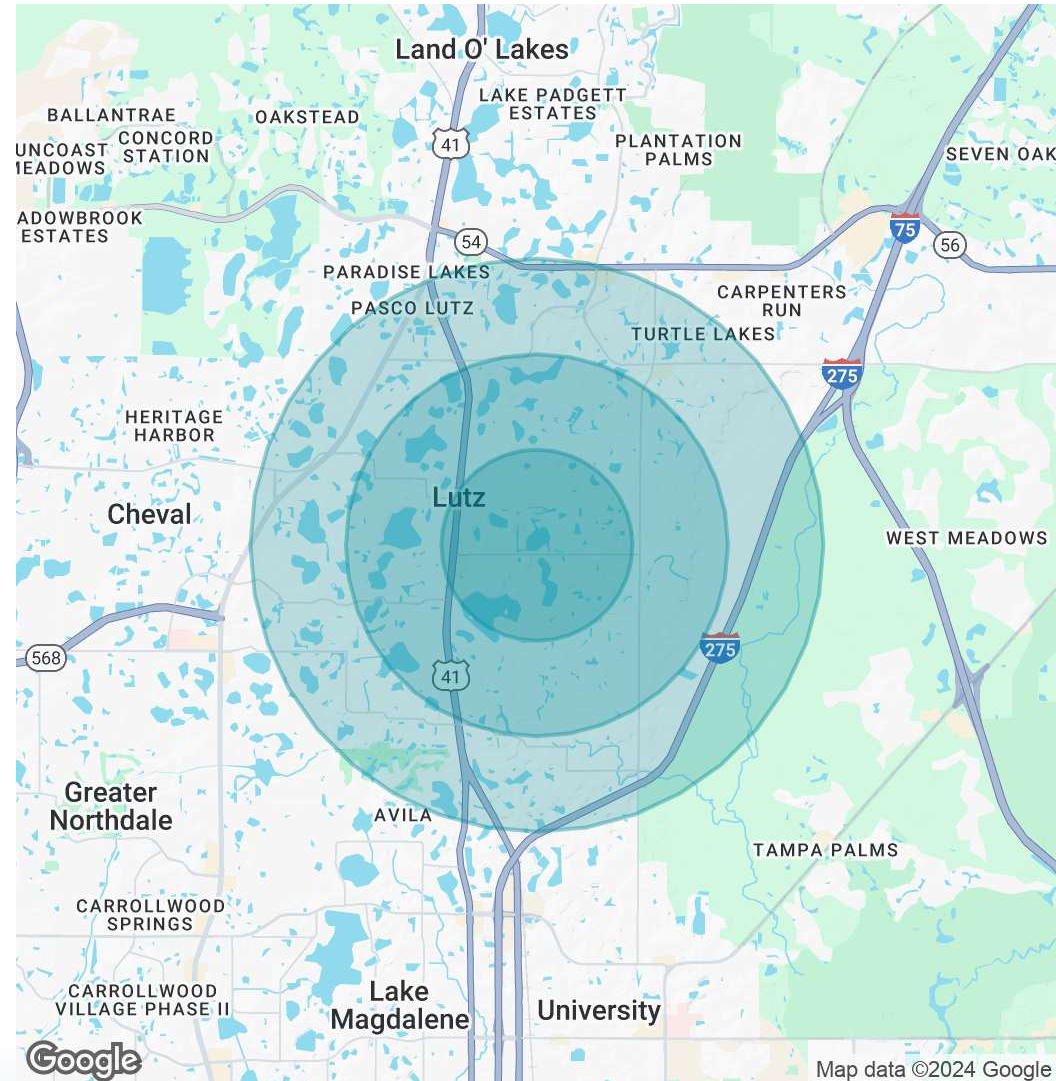 Land O' Lakes
LAKE PADGETT
ESTATES
BALLANTRAE
OAKSTEAD
41
CONCORD
STATION
UNCOAST
MEADOWS
PLANTATION
PALMS
SEVEN OAK
ADOWBROOK
ESTATES
54
75
56
PARADISE LAKES
PASCO LUTZ
CARPENTERS
RUN
TURTLE LAKES
275
HERITAGE
HARBOR
Lutz
Cheval
WEST MEADOWS
568
275
41
Greater
Northdale
AVILA
TAMPA PALMS
CARROLLWOOD
SPRINGS
CARROLLWOOD
VILLAGE PHASE II
Lake
Magdalene
University
Google
Map data ©2024 Google